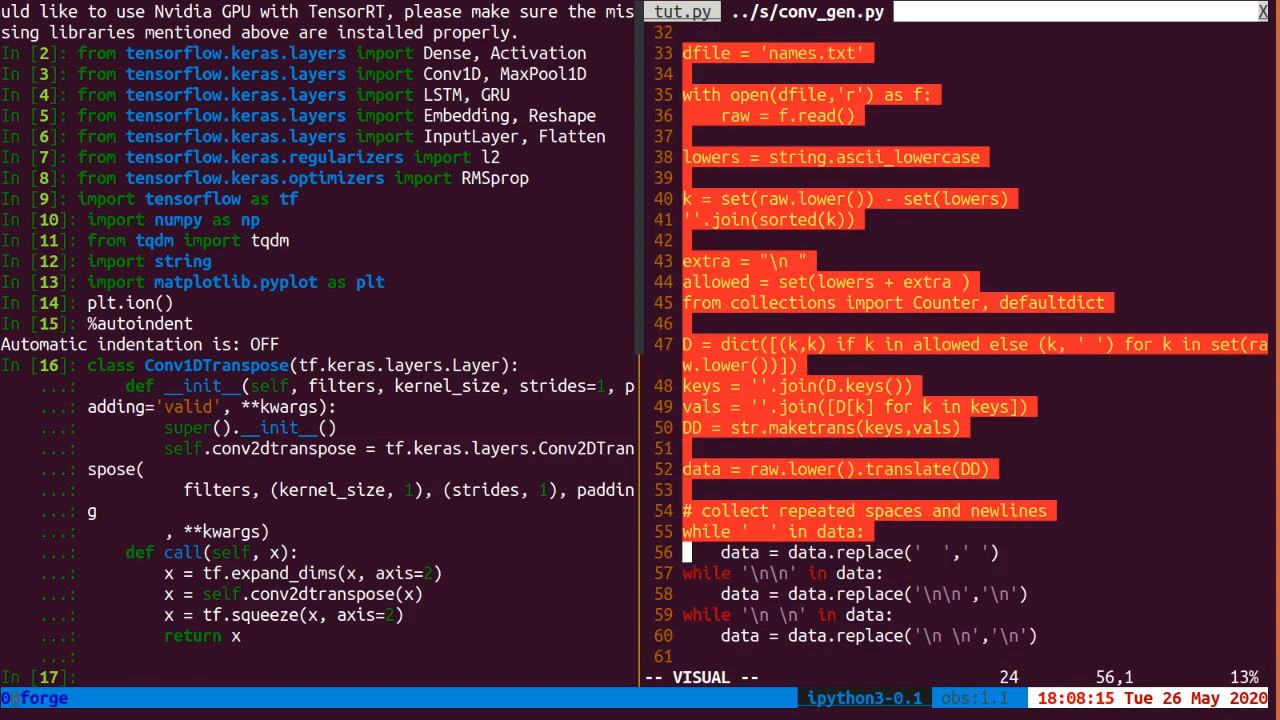 uld like to use Nvidia GPU with TensorRT, please make sure the mis
sing libraries mentioned above are installed properly.
In [2]: from tensorflow.keras.layers import Dense, Activation
In [3]: from tensorflow.keras.layers import Conv1D, MaxPool1D
In [4]: from tensorflow.keras.layers import LSTM, GRU
In [5]: from tensorflow.keras.layers import Embedding, Reshape
In [6]: from tensorflow.keras.layers import InputLayer, Flatten
In [7]: from tensorflow.keras.regularizers import l2
In [8]: from tensorflow.keras.optimizers import RMSprop
In [9]: import tensorflow as tf
In [10]: import numpy as np
In [11]: from tqdm import tqdm
In [12]: import string
In [13]: import matplotlib.pyplot as plt
In [14]: plt.ion()
In [15]: %autoindent
Automatic indentation is: OFF
In [16]: class Conv1DTranspose(tf.keras.layers.Layer):
...:     def __init__(self, filters, kernel_size, strides=1, p
...: adding='valid', **kwargs):
...:         super().__init__()
...:         self.conv2dtranspose = tf.keras.layers.Conv2DTran
...: spose(
...:           filters, (kernel_size, 1), (strides, 1), paddin
...: g
...:         , **kwargs)
...:     def call(self, x):
...:         x = tf.expand_dims(x, axis=2)
...:         x = self.conv2dtranspose(x)
...:         x = tf.squeeze(x, axis=2)
...:         return x
...:
In [17]:
tut.py ../s/conv_gen.py X
32
33 dfile = 'names.txt'
34
35 with open(dfile,'r') as f:
36     raw = f.read()
37
38 lowers = string.ascii_lowercase
39
40 k = set(raw.lower()) - set(lowers)
41 ''.join(sorted(k))
42
43 extra = "\n "
44 allowed = set(lowers + extra )
45 from collections import Counter, defaultdict
46
47 D = dict([(k,k) if k in allowed else (k, ' ') for k in set(ra
w.lower())])
48 keys = ''.join(D.keys())
49 vals = ''.join([D[k] for k in keys])
50 DD = str.maketrans(keys,vals)
51
52 data = raw.lower().translate(DD)
53
54 # collect repeated spaces and newlines
55 while '  ' in data:
56     data = data.replace('  ',' ')
57 while '\n\n' in data:
58     data = data.replace('\n\n','\n')
59 while '\n \n' in data:
60     data = data.replace('\n \n','\n')
61
-- VISUAL -- 24 56,1 13%
0@forge ipython3-0.1 obs:1.1 18:08:15 Tue 26 May 2020